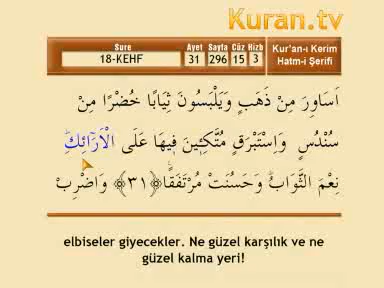 Kuran.tv
Sure Ayet Sayfa Cüz Hizb
18-KEHF 31 296 15 3
Kur'an-ı Kerim
Hatm-i Şerifi
اَسَاوِرَ مِنْ ذَهَبٍ وَيَلْبَسُونَ ثِيَابًا خُضْرًا مِنْ
سُنْدُسٍ وَاِسْتَبْرَقٍ مُتَّكِـ۪ٔينَ فِيهَا عَلَى الْاَرَٓائِكِۜ
نِعْمَ الثَّوَابُۜ وَحَسُنَتْ مُرْتَفَقًا۟ ﴿٣١﴾ وَاضْرِبْ
elbiseler giyecekler. Ne güzel karşılık ve ne
güzel kalma yeri!